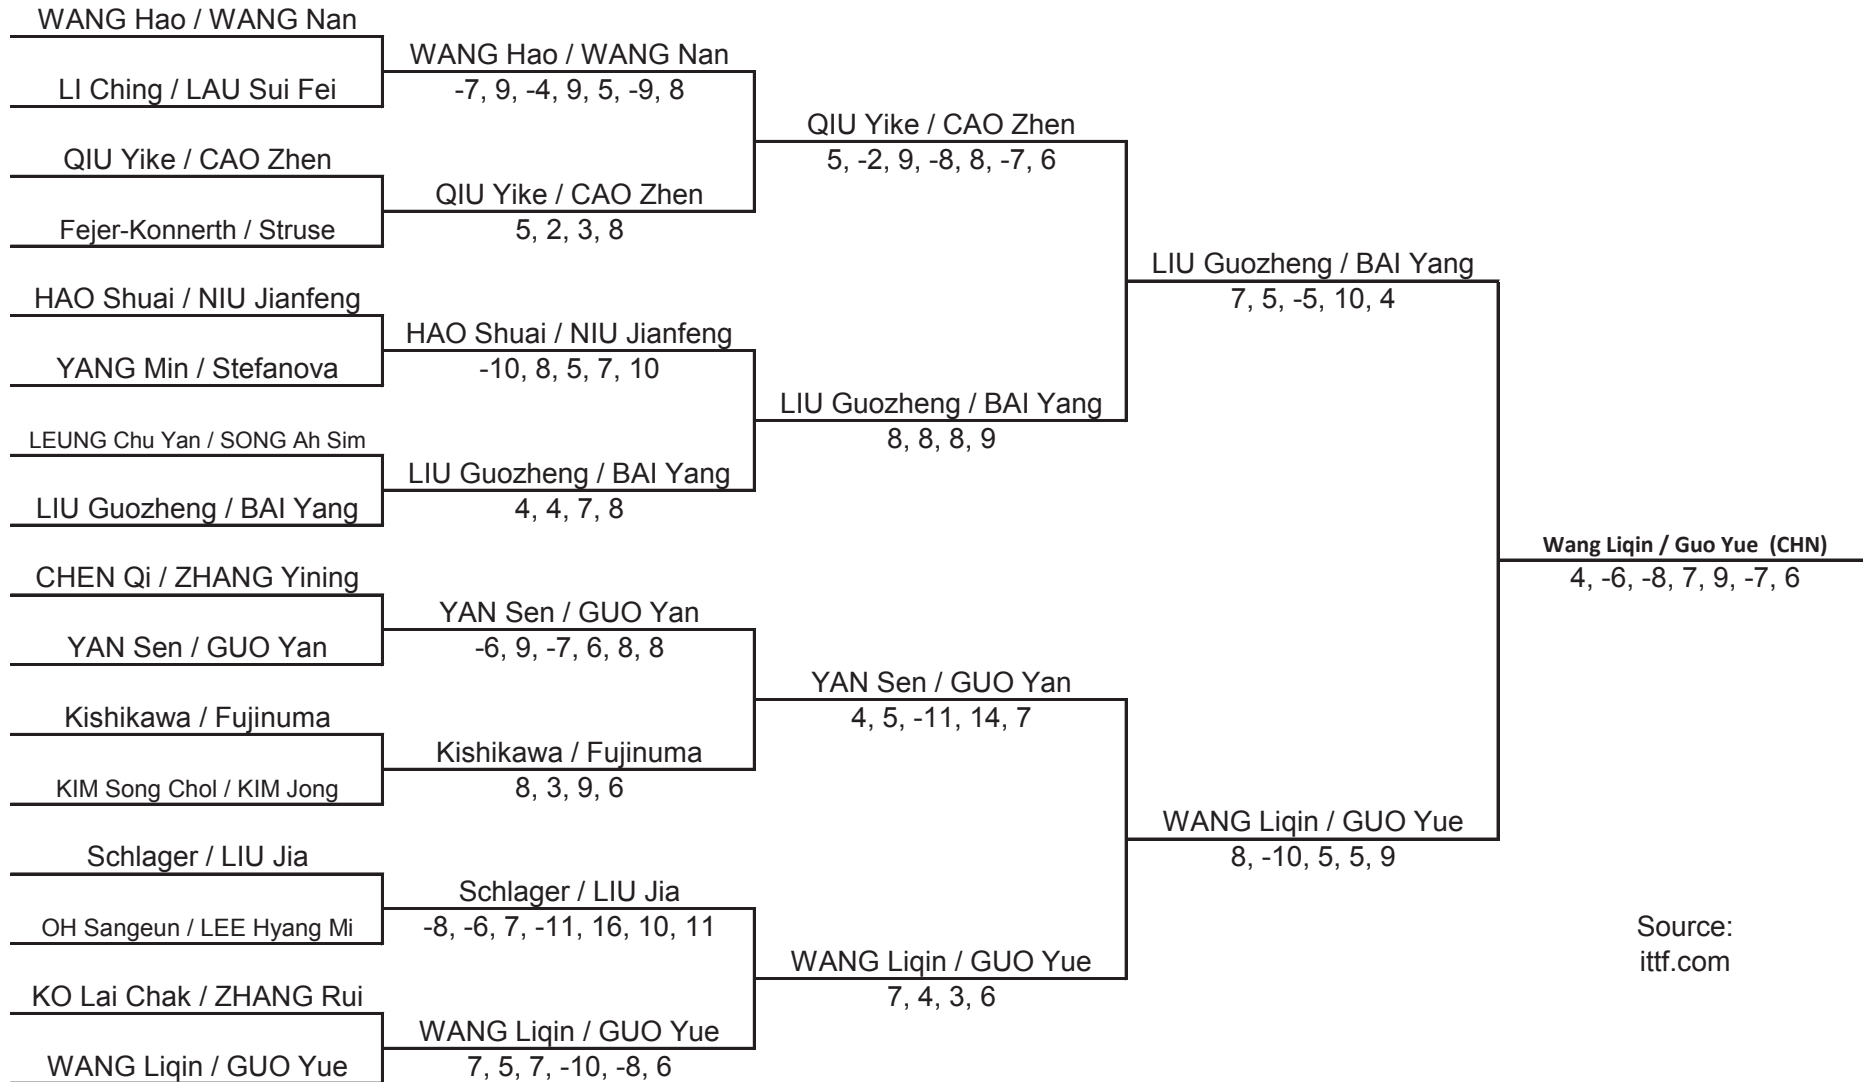 WANG Hao / WANG Nan
LI Ching / LAU Sui Fei
QIU Yike / CAO Zhen
Fejer-Konnerth / Struse
HAO Shuai / NIU Jianfeng
YANG Min / Stefanova
LEUNG Chu Yan / SONG Ah Sim
LIU Guozheng / BAI Yang
CHEN Qi / ZHANG Yining
YAN Sen / GUO Yan
Kishikawa / Fujinuma
KIM Song Chol / KIM Jong
Schlager / LIU Jia
OH Sangeun / LEE Hyang Mi
KO Lai Chak / ZHANG Rui
WANG Liqin / GUO Yue
WANG Hao / WANG Nan
-7, 9, -4, 9, 5, -9, 8
QIU Yike / CAO Zhen
5, 2, 3, 8
HAO Shuai / NIU Jianfeng
-10, 8, 5, 7, 10
LIU Guozheng / BAI Yang
4, 4, 7, 8
YAN Sen / GUO Yan
-6, 9, -7, 6, 8, 8
Kishikawa / Fujinuma
8, 3, 9, 6
Schlager / LIU Jia
-8, -6, 7, -11, 16, 10, 11
WANG Liqin / GUO Yue
7, 5, 7, -10, -8, 6
QIU Yike / CAO Zhen
5, -2, 9, -8, 8, -7, 6
LIU Guozheng / BAI Yang
8, 8, 8, 9
YAN Sen / GUO Yan
4, 5, -11, 14, 7
WANG Liqin / GUO Yue
7, 4, 3, 6
LIU Guozheng / BAI Yang
7, 5, -5, 10, 4
WANG Liqin / GUO Yue
8, -10, 5, 5, 9
Wang Liqin / Guo Yue (CHN)
4, -6, -8, 7, 9, -7, 6
Source:
ittf.com